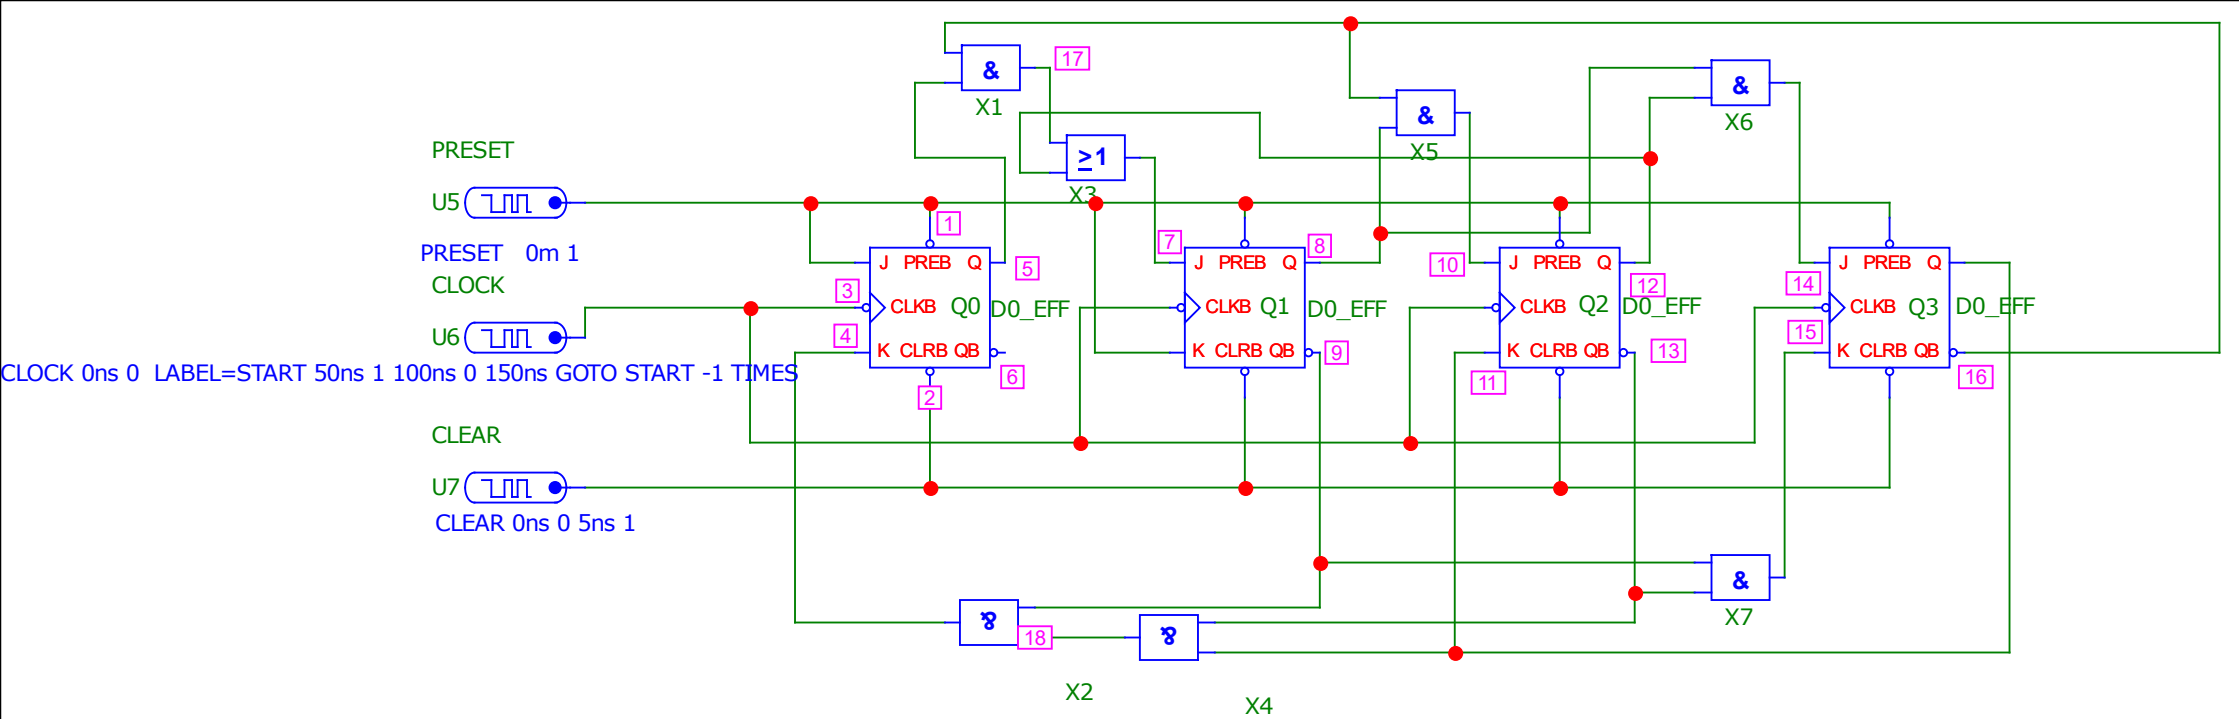 17
&
X1
&
X5
&
X6
PRESET
≥1
X3
U5
PRESET 0m 1
CLOCK
U6
CLOCK 0ns 0 LABEL=START 50ns 1 100ns 0 150ns GOTO START -1 TIMES
CLEAR
U7
CLEAR 0ns 0 5ns 1
1
J PREB Q
5
3
CLKB Q0 D0_EFF
4
K CLRB QB
6
2
7
8
J PREB Q
CLKB Q1 D0_EFF
K CLRB QB
9
10
J PREB Q
12
CLKB Q2 D0_EFF
K CLRB QB
13
11
14
J PREB Q
CLKB Q3 D0_EFF
15
K CLRB QB
16
&
X7
&
18
&
X2
X4